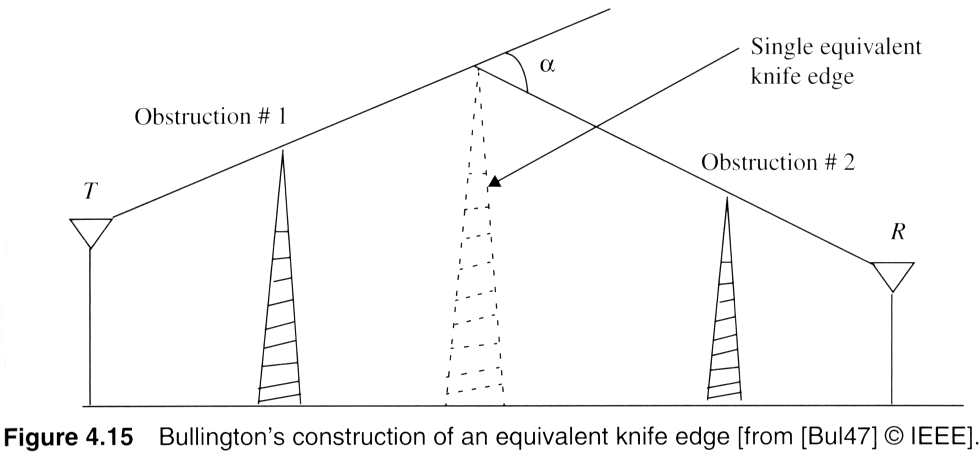 Single equivalent
knife edge
α
Obstruction # 1
Obstruction # 2
T
R
Figure 4.15 Bullington's construction of an equivalent knife edge [from [Bul47] © IEEE].